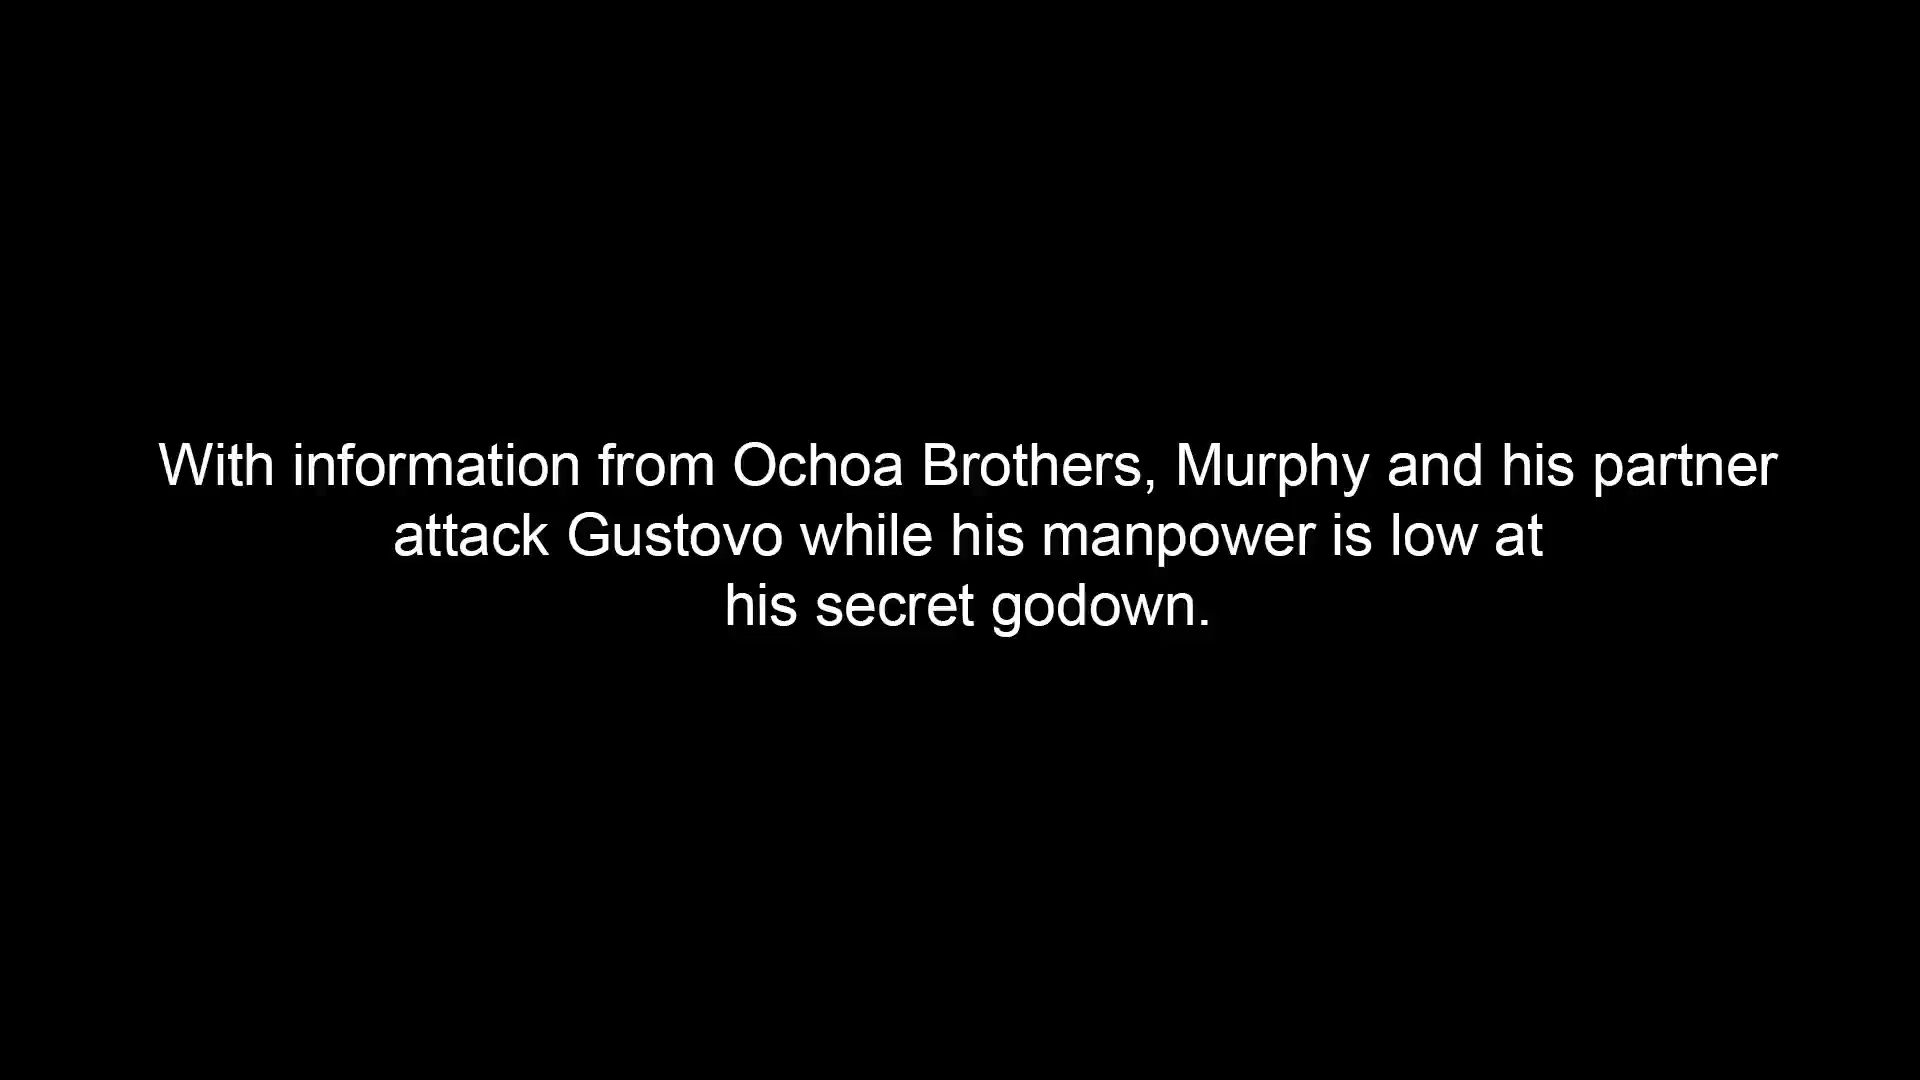 With information from Ochoa Brothers, Murphy and his partner
attack Gustovo while his manpower is low at
his secret godown.